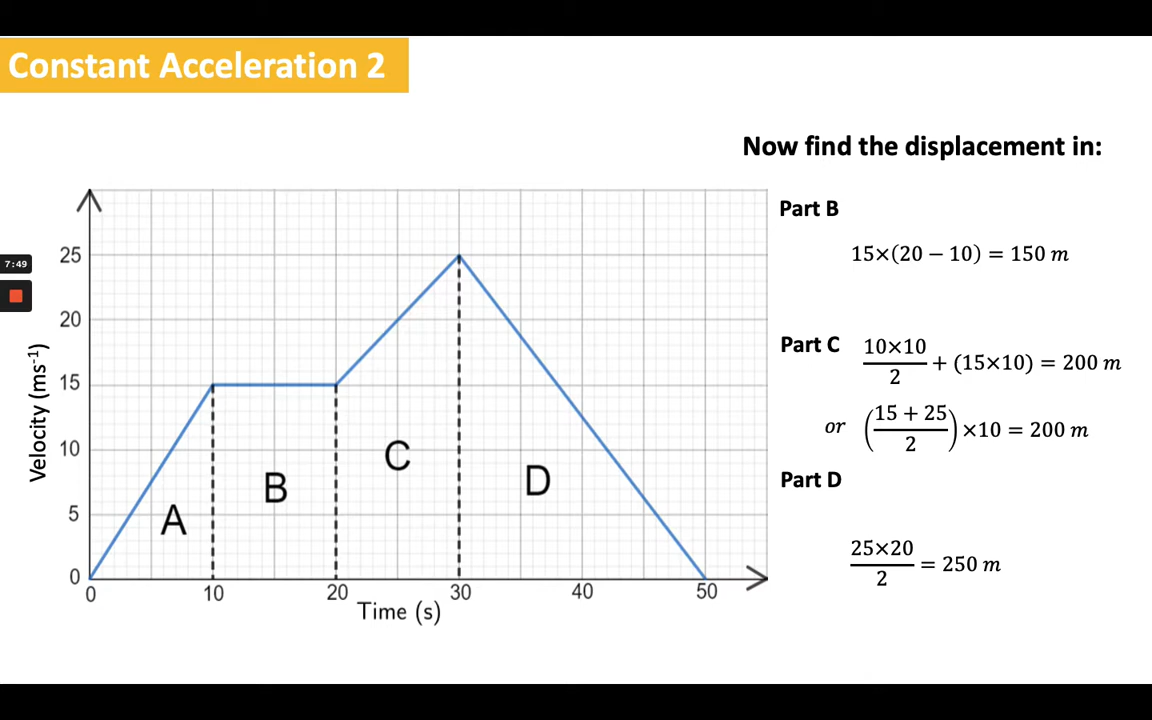 Constant Acceleration 2
Now find the displacement in:
Part B
15×(20 − 10) = 150 m
Part C 10×10/2 + (15×10) = 200 m
or (15 + 25/2) ×10 = 200 m
Part D
25×20/2 = 250 m
7:49
Velocity (ms⁻¹)
25
20
15
10
5
0
A
B
C
D
0 10 20 30 40 50
Time (s)